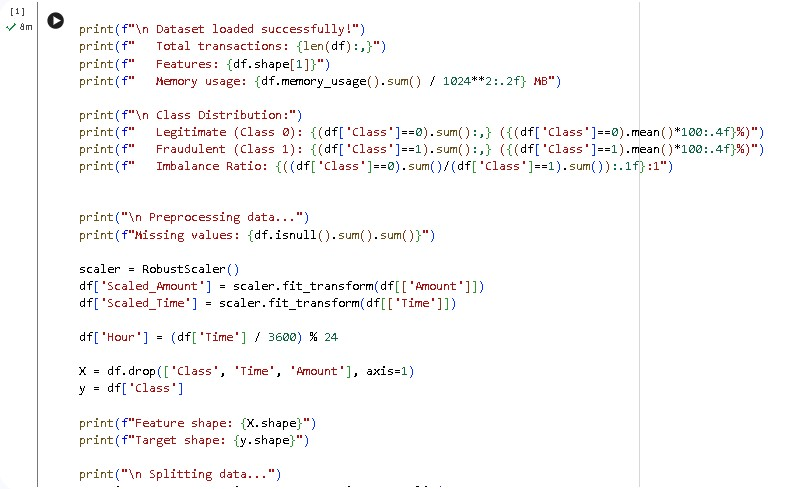 [1]
8m
print(f"\n Dataset loaded successfully!")
print(f"   Total transactions: {len(df):,}")
print(f"   Features: {df.shape[1]}")
print(f"   Memory usage: {df.memory_usage().sum() / 1024**2:.2f} MB")
print(f"\n Class Distribution:")
print(f"   Legitimate (Class 0): {(df['Class']==0).sum():,} ({(df['Class']==0).mean()*100:.4f}%)")
print(f"   Fraudulent (Class 1): {(df['Class']==1).sum():,} ({(df['Class']==1).mean()*100:.4f}%)")
print(f"   Imbalance Ratio: {((df['Class']==0).sum()/(df['Class']==1).sum()):.1f}:1")
print("\n Preprocessing data...")
print(f"Missing values: {df.isnull().sum().sum()}")
scaler = RobustScaler()
df['Scaled_Amount'] = scaler.fit_transform(df[['Amount']])
df['Scaled_Time'] = scaler.fit_transform(df[['Time']])
df['Hour'] = (df['Time'] / 3600) % 24
X = df.drop(['Class', 'Time', 'Amount'], axis=1)
y = df['Class']
print(f"Feature shape: {X.shape}")
print(f"Target shape: {y.shape}")
print("\n Splitting data...")